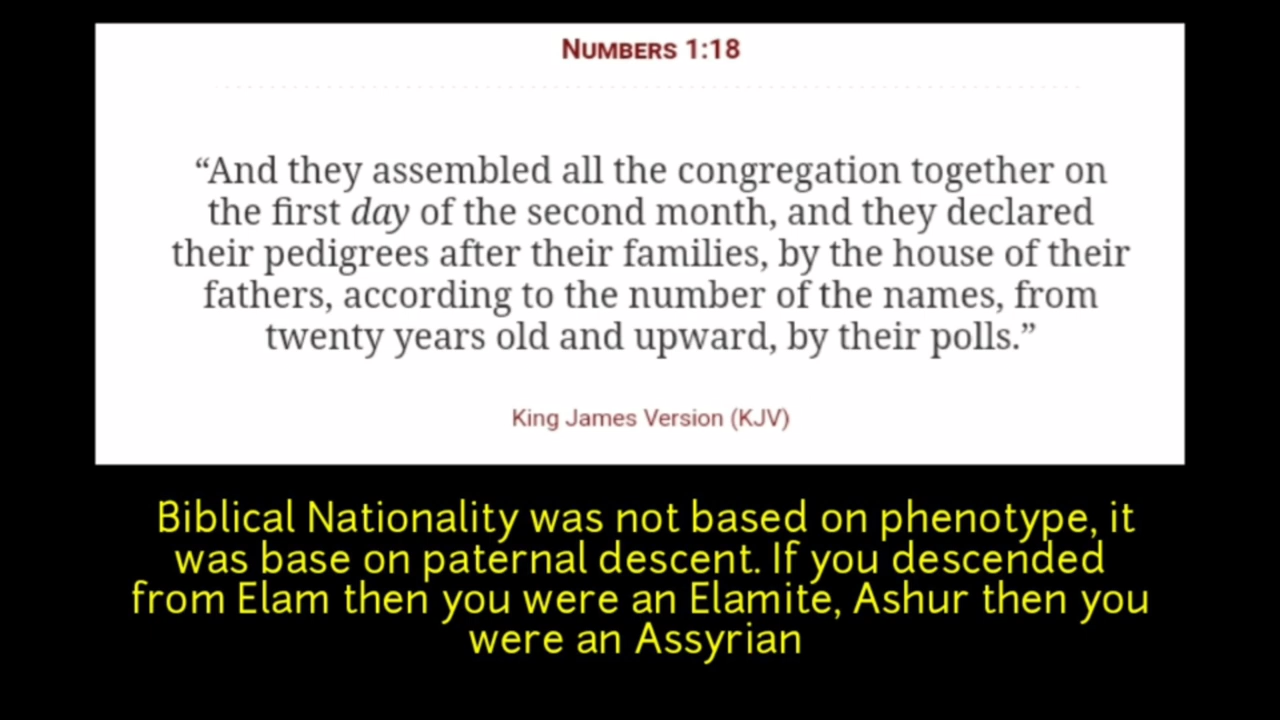 NUMBERS 1:18
“And they assembled all the congregation together on
the first day of the second month, and they declared
their pedigrees after their families, by the house of their
fathers, according to the number of the names, from
twenty years old and upward, by their polls.”
King James Version (KJV)
Biblical Nationality was not based on phenotype, it
was base on paternal descent. If you descended
from Elam then you were an Elamite, Ashur then you
were an Assyrian